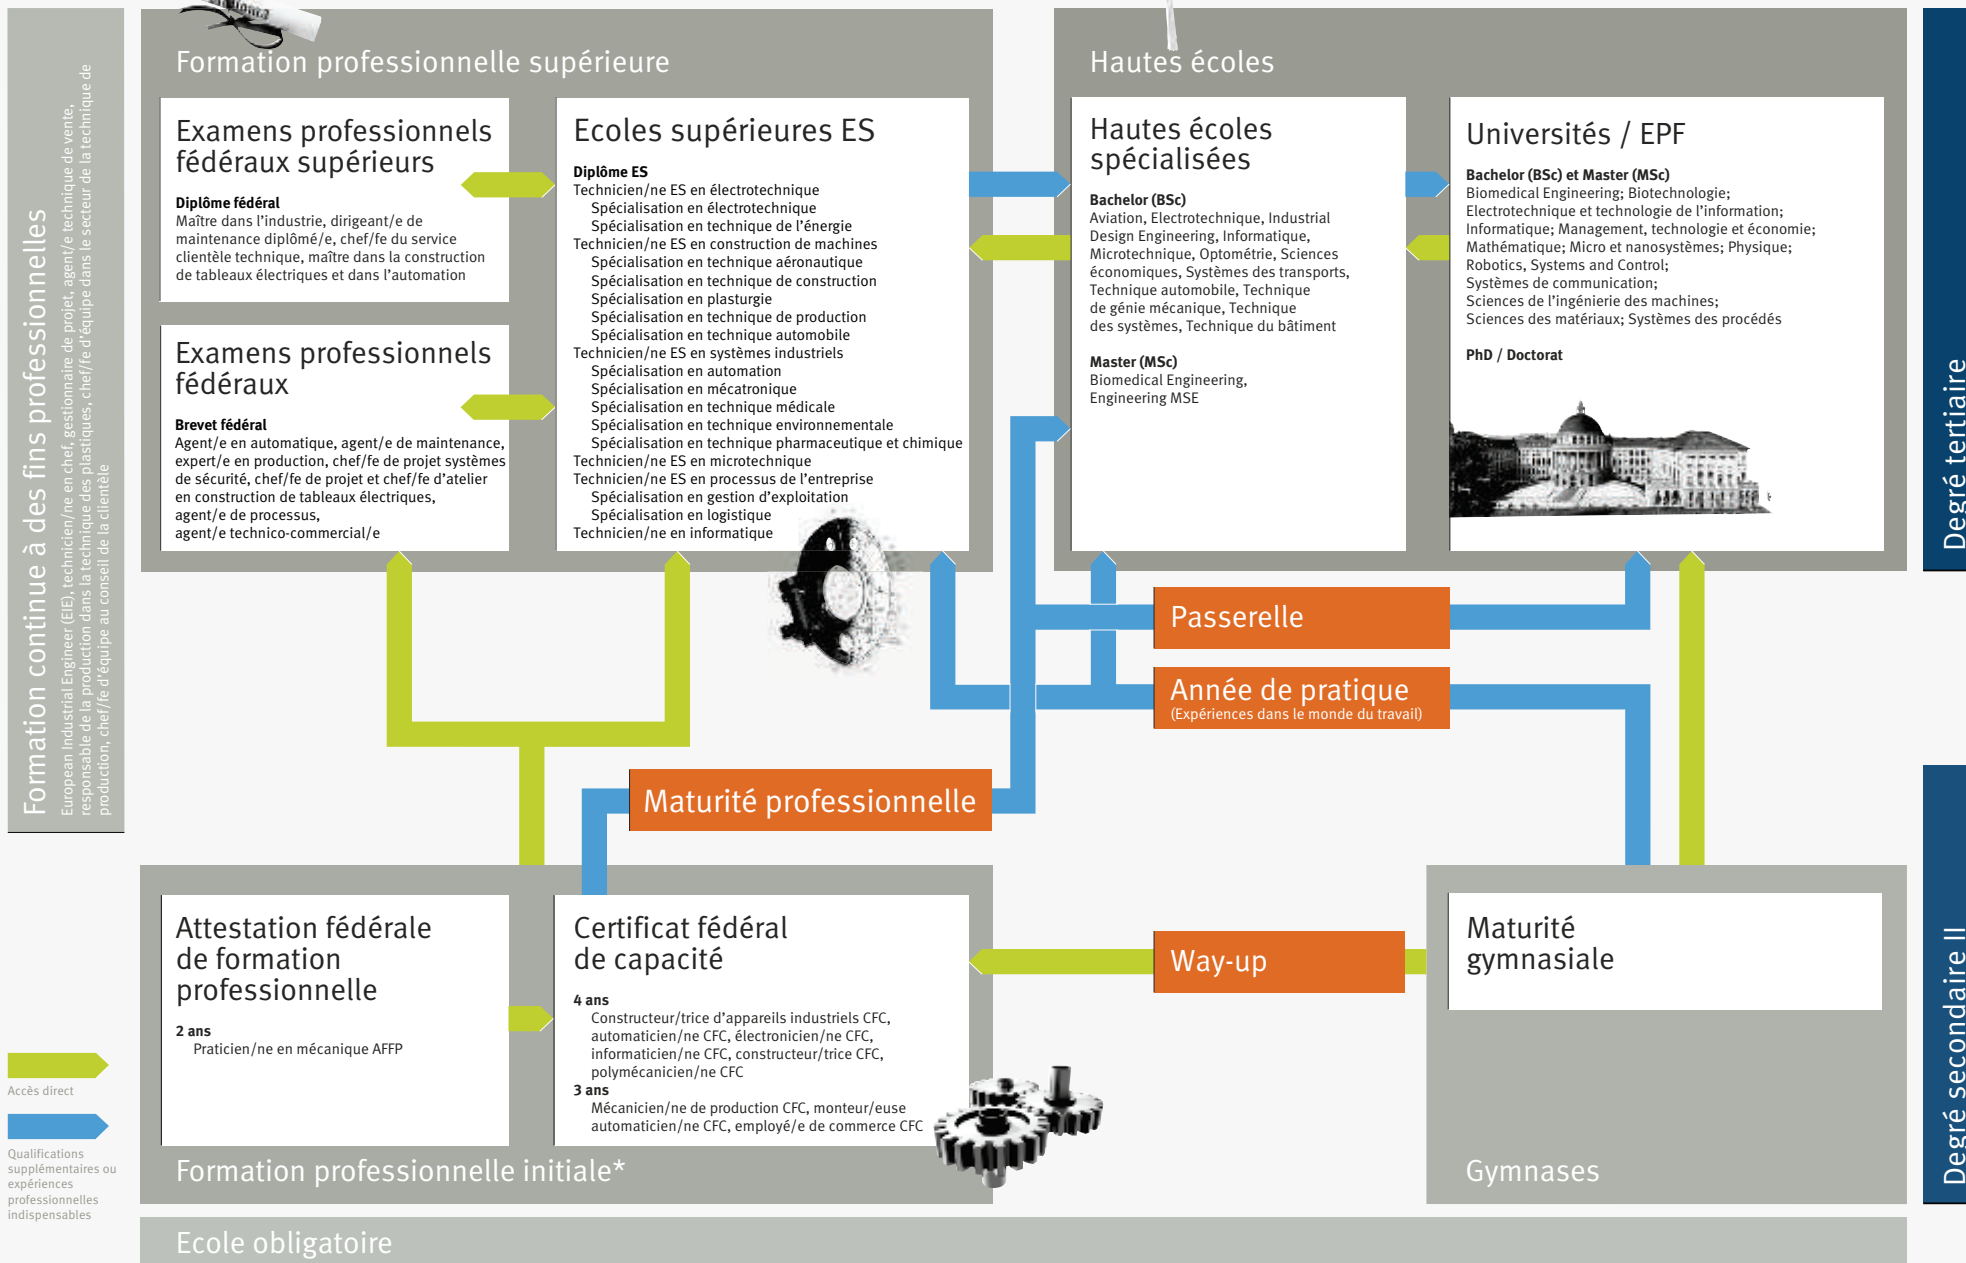 Formation continue à des fins professionnelles
European Industrial Engineer (EIE), technicien/ne en chef, gestionnaire de projet, agent/e technique de vente,
responsable de la production dans la technique des plastiques, chef/fe d'équipe dans le secteur de la technique de
production, chef/fe d'équipe au conseil de la clientèle
Formation professionnelle supérieure
Examens professionnels
fédéraux supérieurs
Diplôme fédéral
Maître dans l'industrie, dirigeant/e de
maintenance diplômé/e, chef/fe du service
clientèle technique, maître dans la construction
de tableaux électriques et dans l'automation
Examens professionnels
fédéraux
Brevet fédéral
Agent/e en automatique, agent/e de maintenance,
expert/e en production, chef/fe de projet systèmes
de sécurité, chef/fe de projet et chef/fe d'atelier
en construction de tableaux électriques,
agent/e de processus,
agent/e technico-commercial/e
Ecoles supérieures ES
Diplôme ES
Technicien/ne ES en électrotechnique
Spécialisation en électrotechnique
Spécialisation en technique de l'énergie
Technicien/ne ES en construction de machines
Spécialisation en technique aéronautique
Spécialisation en technique de construction
Spécialisation en plasturgie
Spécialisation en technique de production
Spécialisation en technique automobile
Technicien/ne ES en systèmes industriels
Spécialisation en automation
Spécialisation en mécatronique
Spécialisation en technique médicale
Spécialisation en technique environnementale
Spécialisation en technique pharmaceutique et chimique
Technicien/ne ES en microtechnique
Technicien/ne ES en processus de l'entreprise
Spécialisation en gestion d'exploitation
Spécialisation en logistique
Technicien/ne en informatique
Hautes écoles
Hautes écoles
spécialisées
Bachelor (BSc)
Aviation, Electrotechnique, Industrial
Design Engineering, Informatique,
Microtechnique, Optométrie, Sciences
économiques, Systèmes des transports,
Technique automobile, Technique
de génie mécanique, Technique
des systèmes, Technique du bâtiment
Master (MSc)
Biomedical Engineering,
Engineering MSE
Universités / EPF
Bachelor (BSc) et Master (MSc)
Biomedical Engineering; Biotechnologie;
Electrotechnique et technologie de l'information;
Informatique; Management, technologie et économie;
Mathématique; Micro et nanosystèmes; Physique;
Robotics, Systems and Control;
Systèmes de communication;
Sciences de l'ingénierie des machines;
Sciences des matériaux; Systèmes des procédés
PhD / Doctorat
Degré tertiaire
Passerelle
Année de pratique
(Expériences dans le monde du travail)
Maturité professionnelle
Attestation fédérale
de formation
professionnelle
2 ans
Praticien/ne en mécanique AFFP
Certificat fédéral
de capacité
4 ans
Constructeur/trice d'appareils industriels CFC,
automaticien/ne CFC, électronicien/ne CFC,
informaticien/ne CFC, constructeur/trice CFC,
polymécanicien/ne CFC
3 ans
Mécanicien/ne de production CFC, monteur/euse
automaticien/ne CFC, employé/e de commerce CFC
Formation professionnelle initiale*
Way-up
Maturité
gymnasiale
Gymnases
Degré secondaire II
Accès direct
Qualifications
supplémentaires ou
expériences
professionnelles
indispensables
Ecole obligatoire